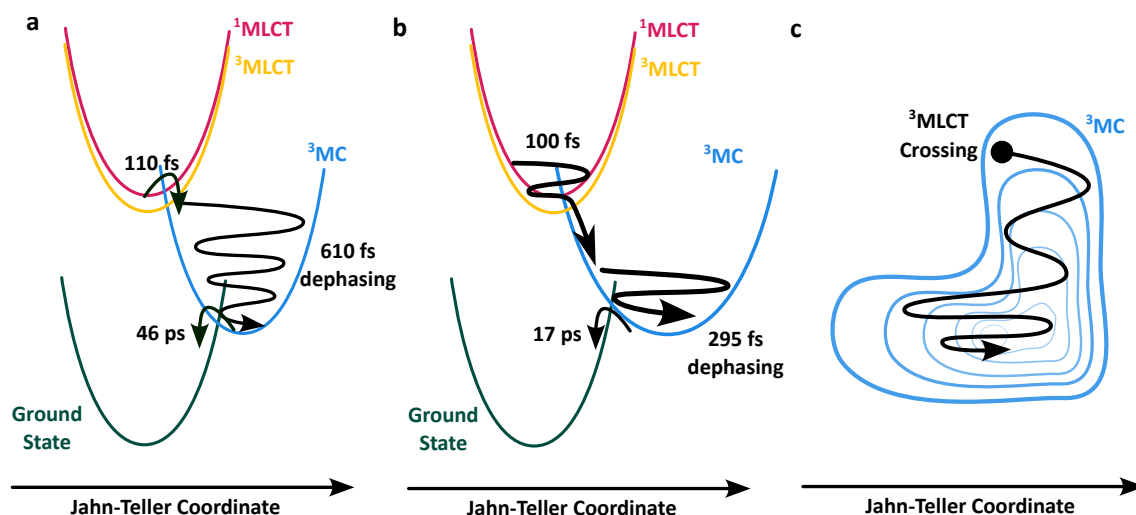 a
¹MLCT
³MLCT
110 fs
³MC
610 fs
dephasing
46 ps
Ground
State
Jahn-Teller Coordinate
b
¹MLCT
³MLCT
100 fs
³MC
17 ps
295 fs
dephasing
Ground
State
Jahn-Teller Coordinate
c
³MLCT
Crossing
³MC
Jahn-Teller Coordinate